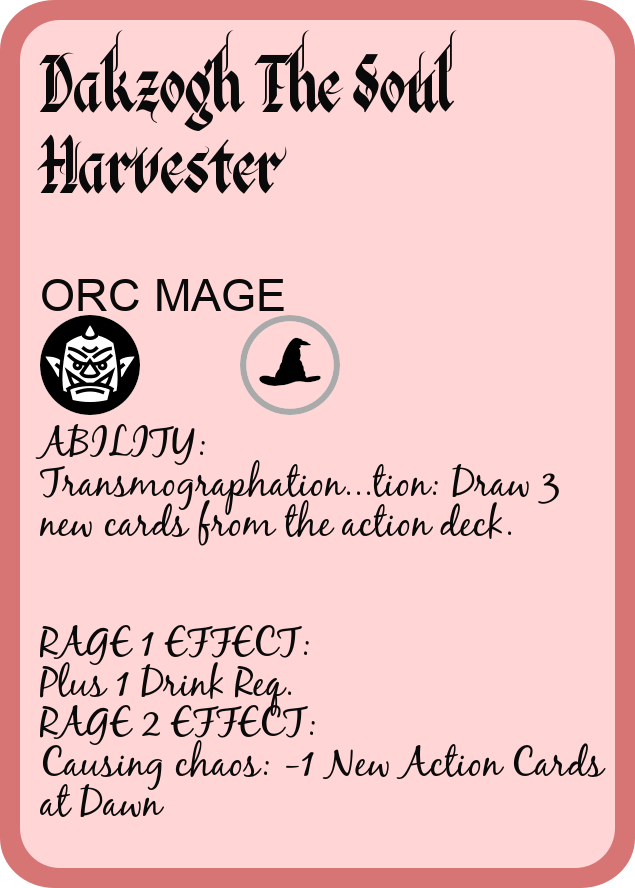 Dakzogh The Soul
Harvester
ORC MAGE
ABILITY:
Transmographation...tion: Draw 3
new cards from the action deck.
RAGE 1 EFFECT:
Plus 1 Drink Req.
RAGE 2 EFFECT:
Causing chaos: -1 New Action Cards
at Dawn